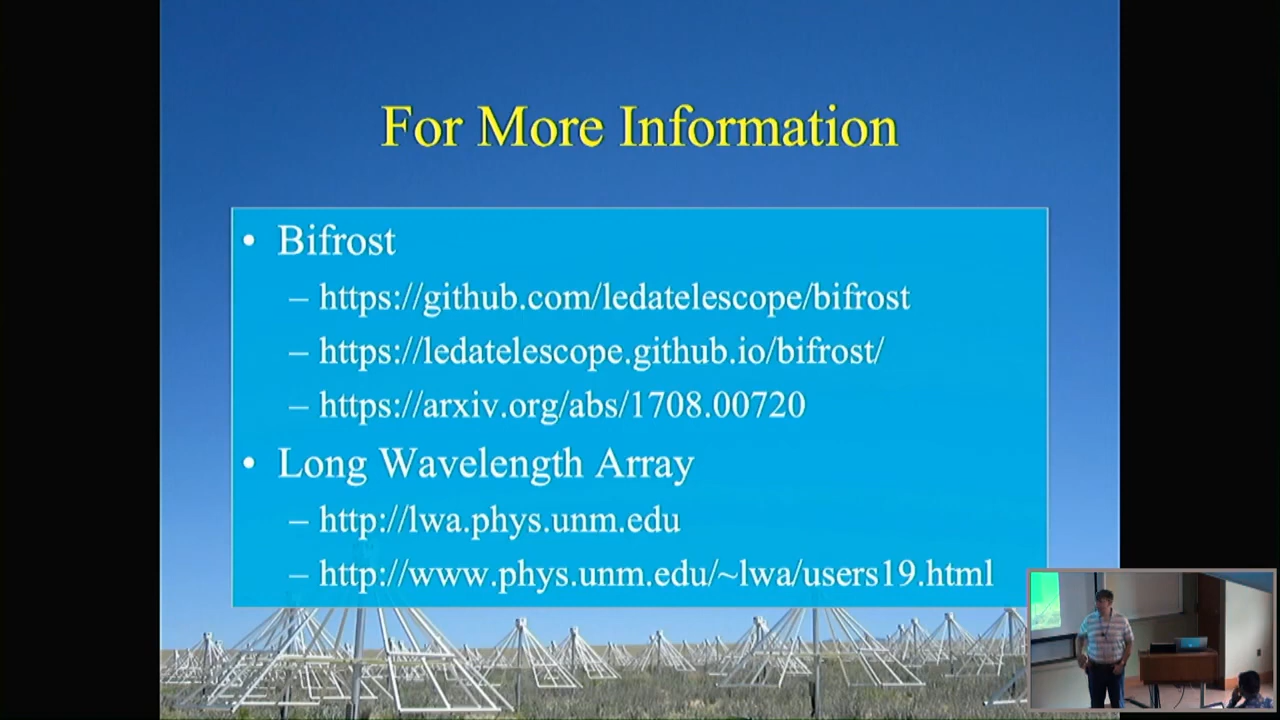 For More Information
• Bifrost
– https://github.com/ledatelescope/bifrost
– https://ledatelescope.github.io/bifrost/
– https://arxiv.org/abs/1708.00720
• Long Wavelength Array
– http://lwa.phys.unm.edu
– http://www.phys.unm.edu/~lwa/users19.html